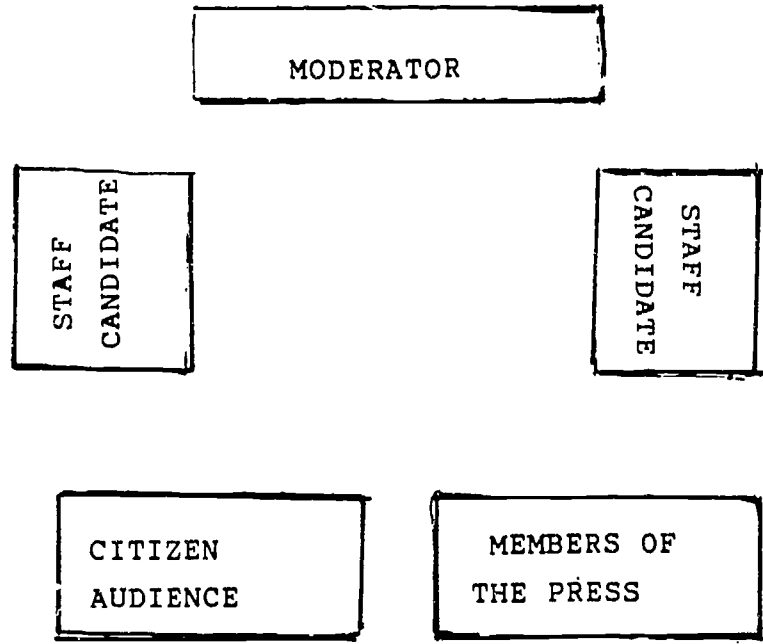 MODERATOR
STAFF
CANDIDATE
STAFF
CANDIDATE
CITIZEN
AUDIENCE
MEMBERS OF
THE PRESS